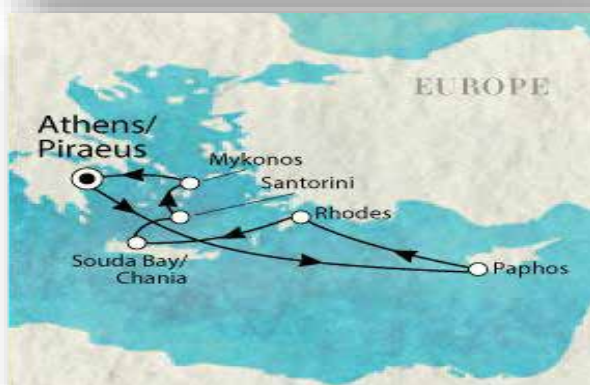 EUROPE
Athens/
Piraeus
Mykonos
Santorini
Rhodes
Souda Bay/
Chania
Paphos